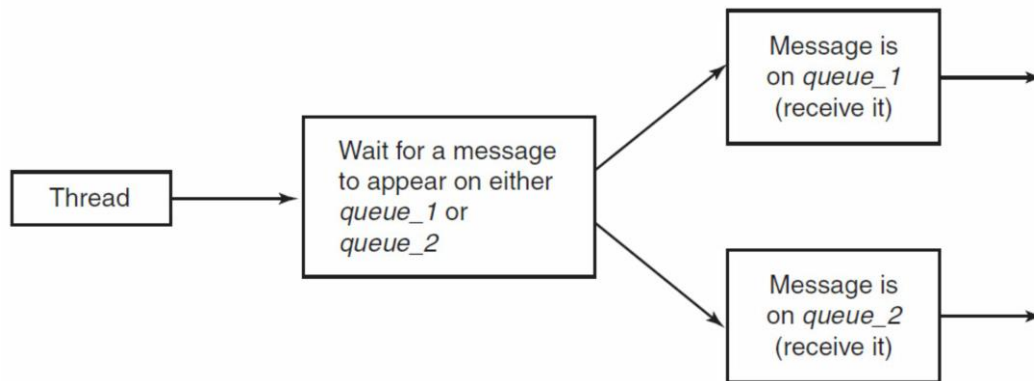 Thread
Wait for a message
to appear on either
queue_1 or
queue_2
Message is
on queue_1
(receive it)
Message is
on queue_2
(receive it)